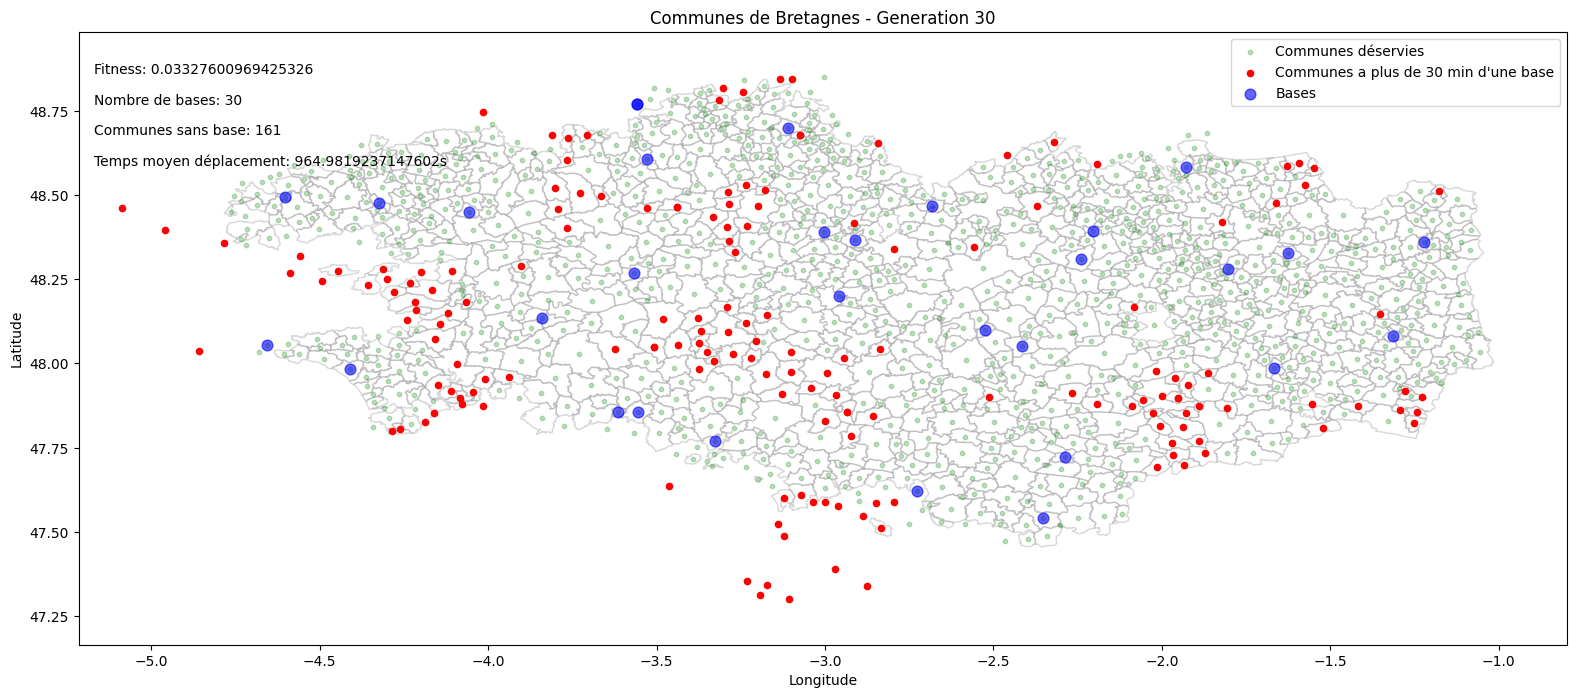 Communes de Bretagnes - Generation 30
Fitness: 0.03327600969425326
Nombre de bases: 30
Communes sans base: 161
Temps moyen déplacement: 964.9819237147602s
Communes déservies
Communes a plus de 30 min d'une base
Bases
Latitude
48.75
48.50
48.25
48.00
47.75
47.50
47.25
−5.0 −4.5 −4.0 −3.5 −3.0 −2.5 −2.0 −1.5 −1.0
Longitude